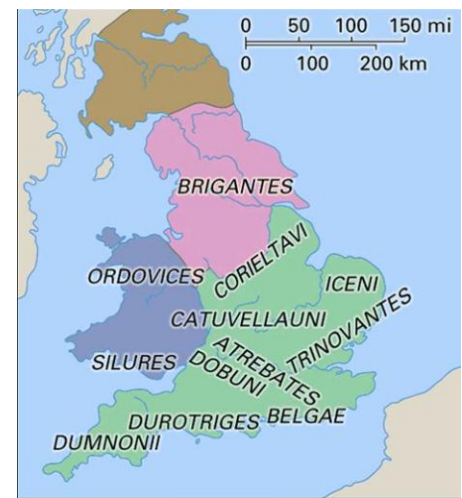 0 50 100 150 mi
0 100 200 km
BRIGANTES
CORIELTAVI
ORDOVICES
ICENI
CATUVELLAUNI
TRINOVANTES
ATREBATES
SILURES
DOBUNI
DUROTRIGES
BELGAE
DUMNONII